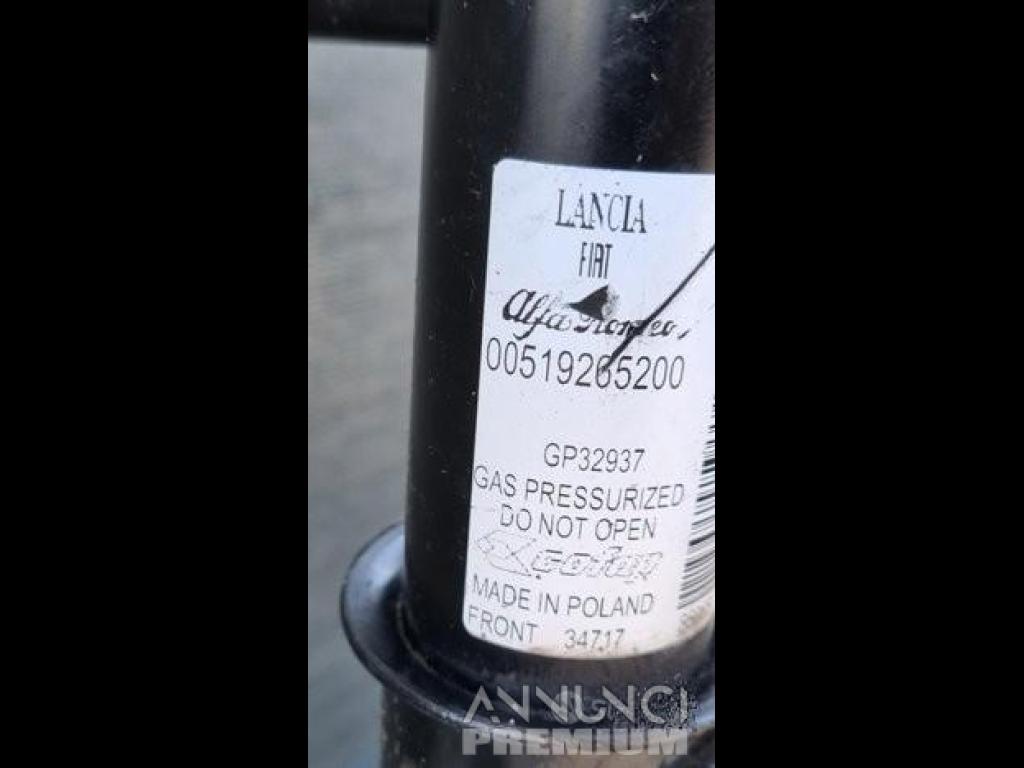 LANCIA
FIAT
Alfa Romeo
00519265200
GP32937
GAS PRESSURIZED
DO NOT OPEN
MADE IN POLAND
FRONT 34717
ANNUNCI
PREMIUM